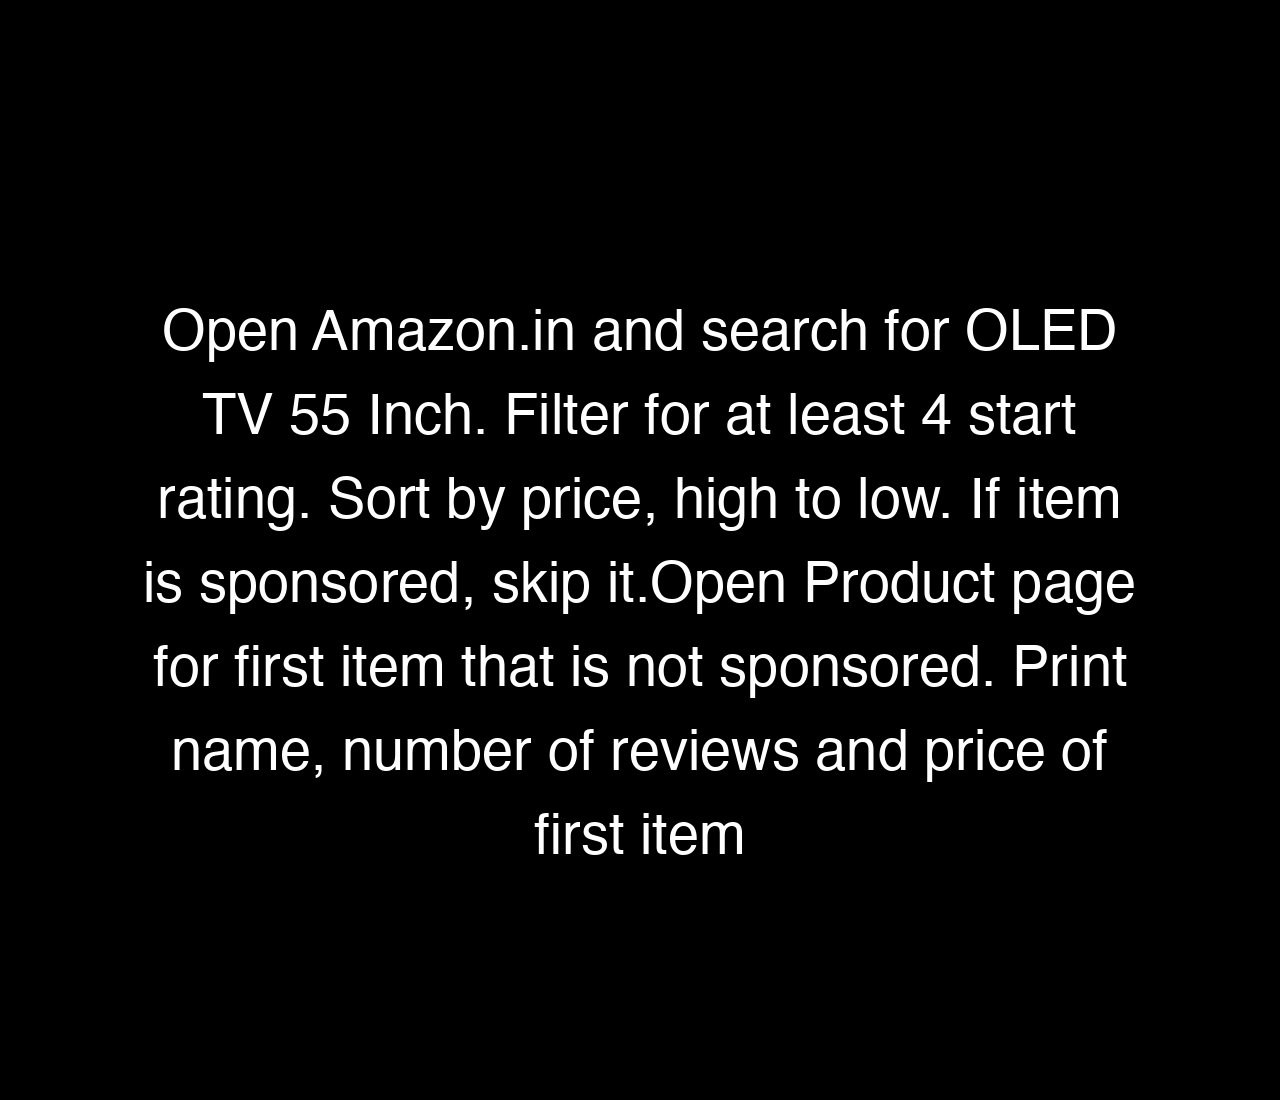 Open Amazon.in and search for OLED
TV 55 Inch. Filter for at least 4 start
rating. Sort by price, high to low. If item
is sponsored, skip it.Open Product page
for first item that is not sponsored. Print
name, number of reviews and price of
first item